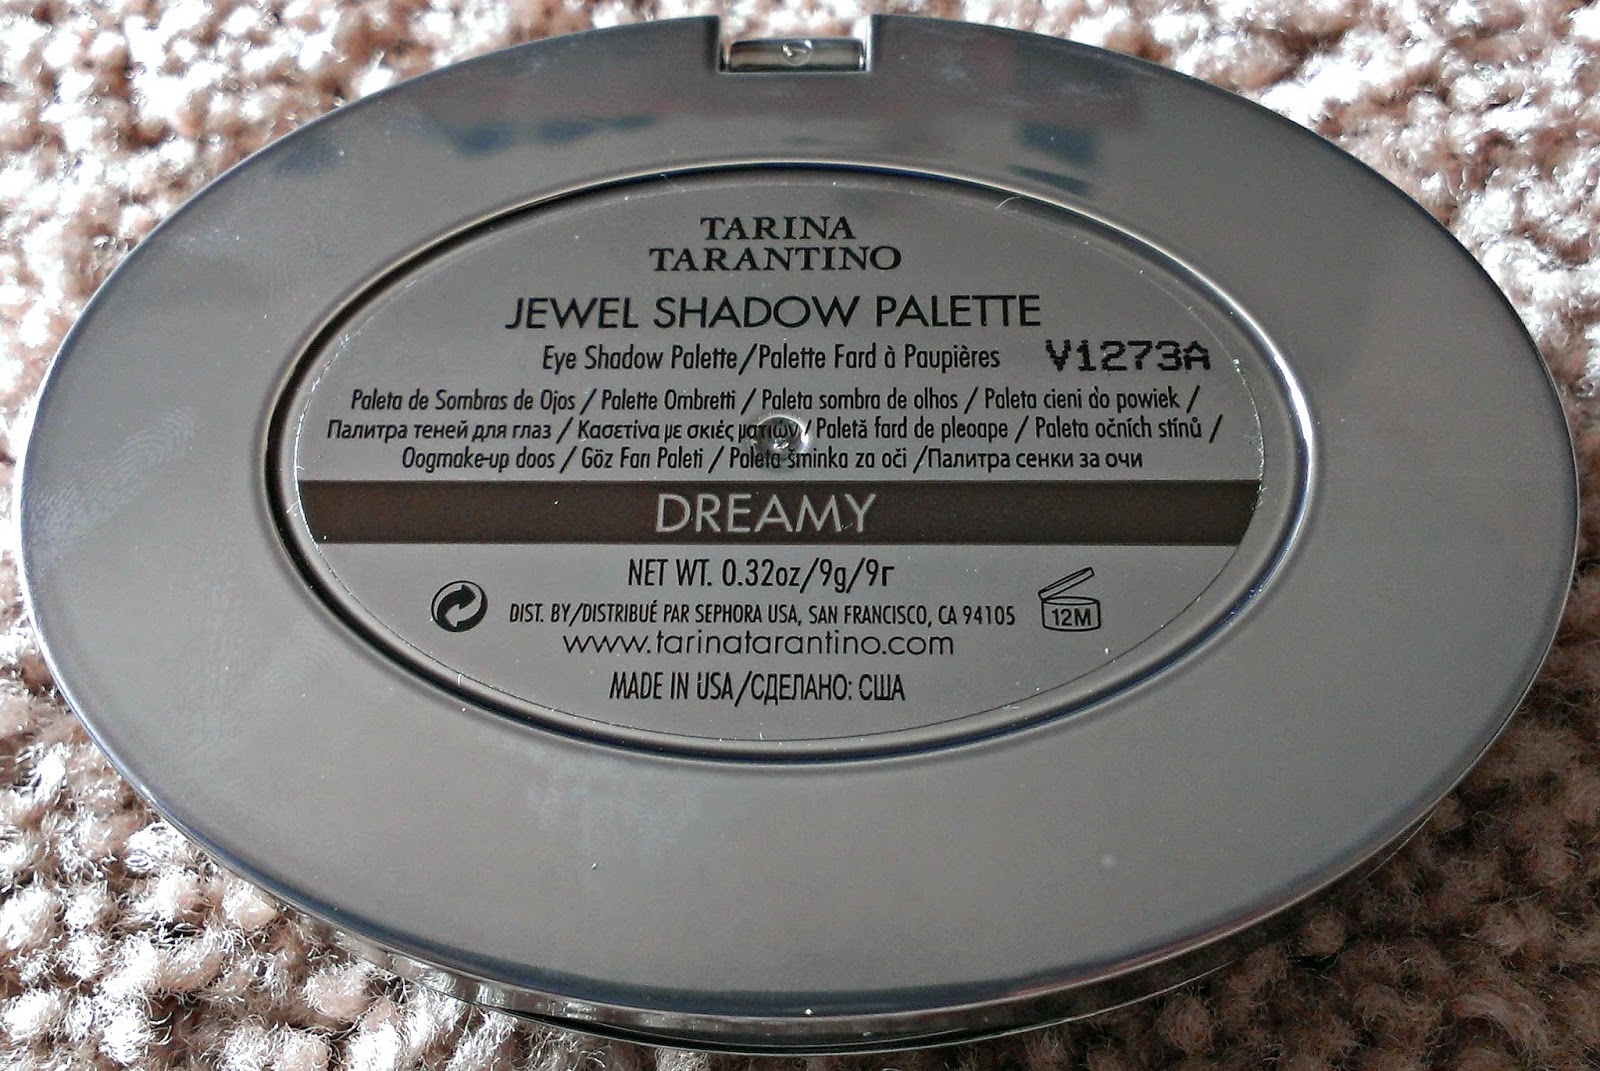 TARINA
TARANTINO
JEWEL SHADOW PALETTE
Eye Shadow Palette/Palette Fard à Paupières V1273A
Paleta de Sombras de Ojos / Palette Ombretti / Paleta sombra de olhos / Paleta cieni do powiek /
Палитра теней для глаз / Κασετίνα με σκιές ματιών / Paletă fard de pleoape / Paleta očních stínů /
Oogmake-up doos / Göz Farı Paleti / Paleta šminka za oči /Палитра сенки за очи
DREAMY
NET WT. 0.32oz/9g/9г
DIST. BY/DISTRIBUÉ PAR SEPHORA USA, SAN FRANCISCO, CA 94105
12M
www.tarinatarantino.com
MADE IN USA/СДЕЛАНО: США